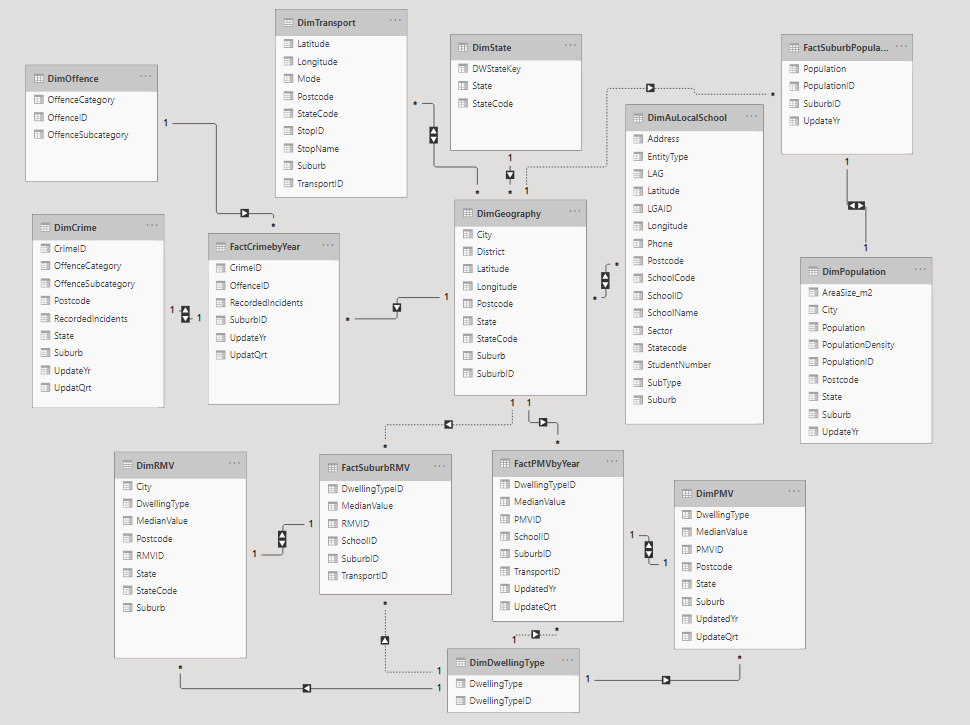 DimTransport
Latitude
Longitude
Mode
Postcode
StateCode
StopID
StopName
Suburb
TransportID
DimState
DWStateKey
State
StateCode
FactSuburbPopula...
Population
PopulationID
SuburbID
UpdateYr
DimOffence
OffenceCategory
OffenceID
OffenceSubcategory
DimAuLocalSchool
Address
EntityType
LAG
Latitude
LGAID
Longitude
Phone
Postcode
SchoolCode
SchoolID
SchoolName
Sector
Statecode
StudentNumber
SubType
Suburb
DimGeography
City
District
Latitude
Longitude
Postcode
State
StateCode
Suburb
SuburbID
DimCrime
CrimeID
OffenceCategory
OffenceSubcategory
Postcode
RecordedIncidents
State
Suburb
UpdateYr
UpdatQrt
FactCrimebyYear
CrimeID
OffenceID
RecordedIncidents
SuburbID
UpdateYr
UpdatQrt
DimPopulation
AreaSize_m2
City
Population
PopulationDensity
PopulationID
Postcode
State
Suburb
UpdateYr
DimRMV
City
DwellingType
MedianValue
Postcode
RMVID
State
StateCode
Suburb
FactSuburbRMV
DwellingTypeID
MedianValue
RMVID
SchoolID
SuburbID
TransportID
FactPMVbyYear
DwellingTypeID
MedianValue
PMVID
SchoolID
SuburbID
TransportID
UpdatedYr
UpdateQrt
DimPMV
DwellingType
MedianValue
PMVID
Postcode
State
Suburb
UpdatedYr
UpdateQrt
DimDwellingType
DwellingType
DwellingTypeID
1
*
*
*
1
*
1
*
1
1
*
*
1
*
1
1
1
*
1
*
1
1
1
1
*
1
1
*
*
1
1
*